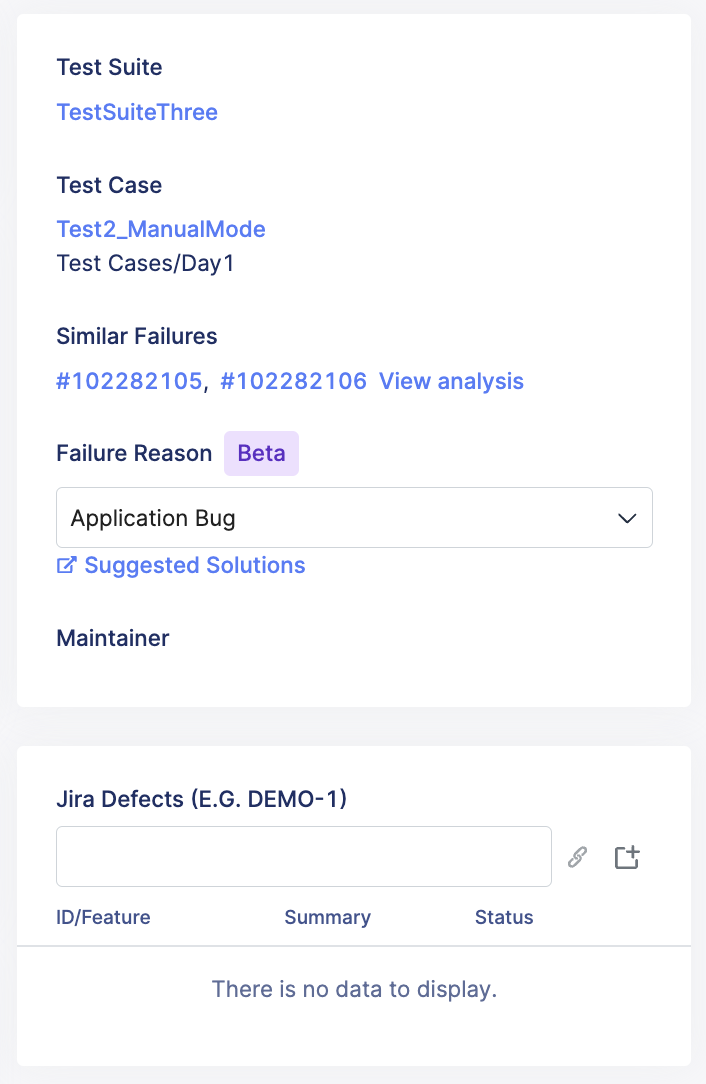 Test Suite
TestSuiteThree
Test Case
Test2_ManualMode
Test Cases/Day1
Similar Failures
#102282105, #102282106 View analysis
Failure Reason Beta
Application Bug
Suggested Solutions
Maintainer
Jira Defects (E.G. DEMO-1)
ID/Feature Summary Status
There is no data to display.